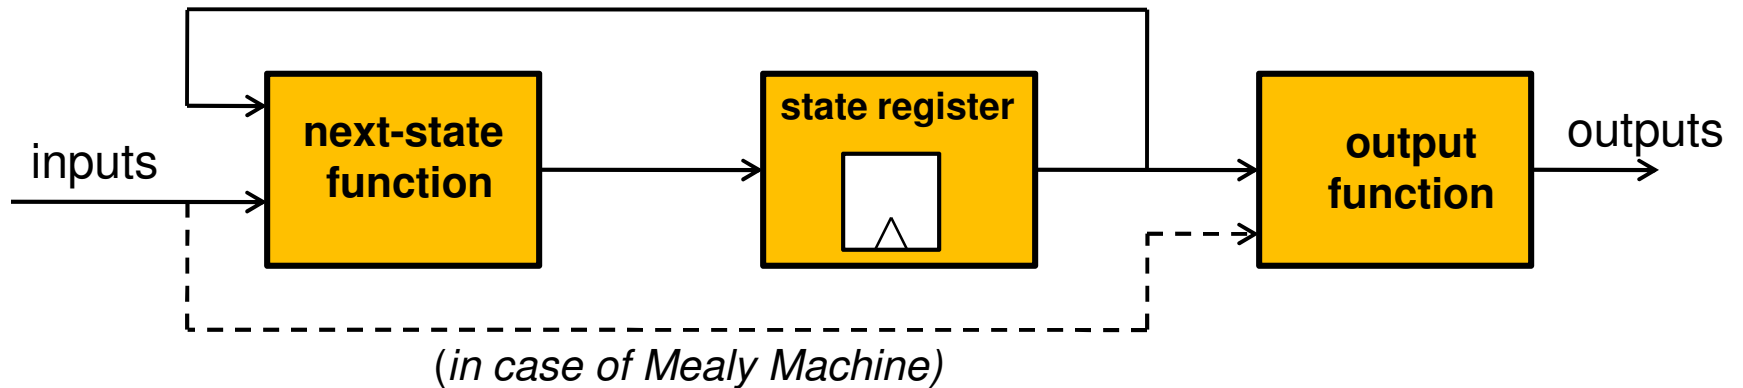 inputs
next-state
function
state register
output
function
outputs
(in case of Mealy Machine)